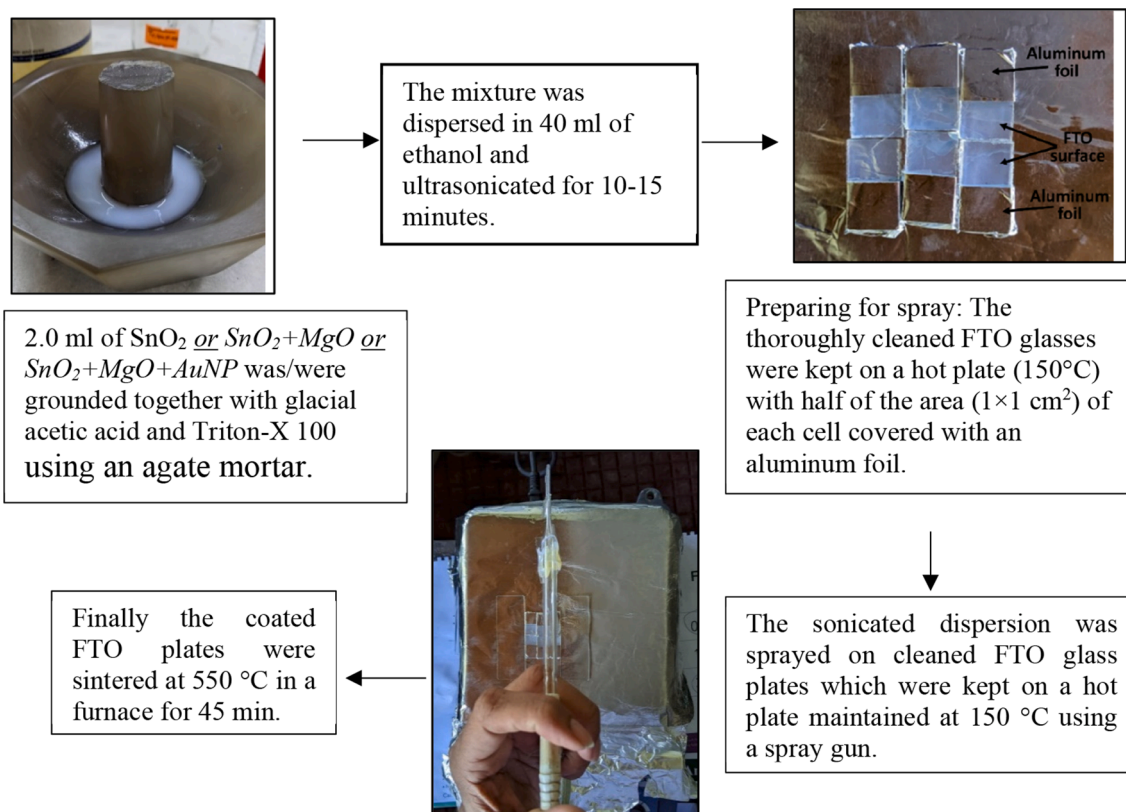 2.0 ml of SnO₂ or SnO₂+MgO or
SnO₂+MgO+AuNP was/were
grounded together with glacial
acetic acid and Triton-X 100
using an agate mortar.
The mixture was
dispersed in 40 ml of
ethanol and
ultrasonicated for 10-15
minutes.
Aluminum
foil
FTO
surface
Aluminum
foil
Preparing for spray: The
thoroughly cleaned FTO glasses
were kept on a hot plate (150°C)
with half of the area (1×1 cm²) of
each cell covered with an
aluminum foil.
The sonicated dispersion was
sprayed on cleaned FTO glass
plates which were kept on a hot
plate maintained at 150 °C using
a spray gun.
Finally the coated
FTO plates were
sintered at 550 °C in a
furnace for 45 min.